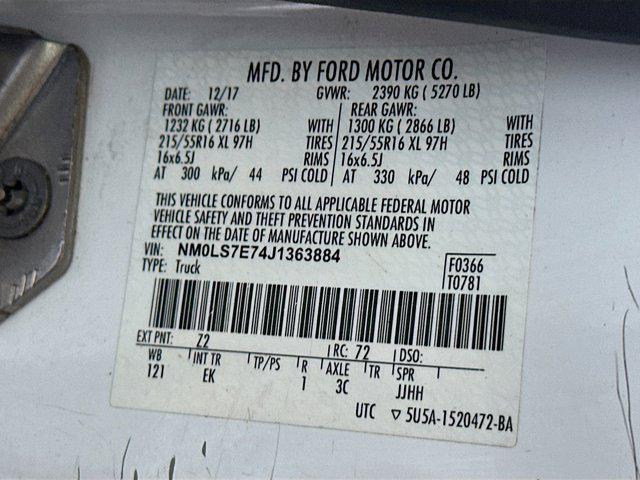 MFD. BY FORD MOTOR CO.
DATE: 12/17 GVWR: 2390 KG ( 5270 LB)
FRONT GAWR: REAR GAWR:
1232 KG ( 2716 LB) WITH 1300 KG ( 2866 LB) WITH
215/55R16 XL 97H TIRES 215/55R16 XL 97H TIRES
16x6.5J RIMS 16x6.5J RIMS
AT 300 kPa/ 44 PSI COLD AT 330 kPa/ 48 PSI COLD
THIS VEHICLE CONFORMS TO ALL APPLICABLE FEDERAL MOTOR
VEHICLE SAFETY AND THEFT PREVENTION STANDARDS IN
EFFECT ON THE DATE OF MANUFACTURE SHOWN ABOVE.
VIN: NM0LS7E74J1363884 F0366
TYPE: Truck T0781
EXT PNT: Z2 RC: 72 DSO:
WB INT TR TP/PS R AXLE TR SPR
121 EK 1 3C JJHH
UTC ▽ 5U5A-1520472-BA